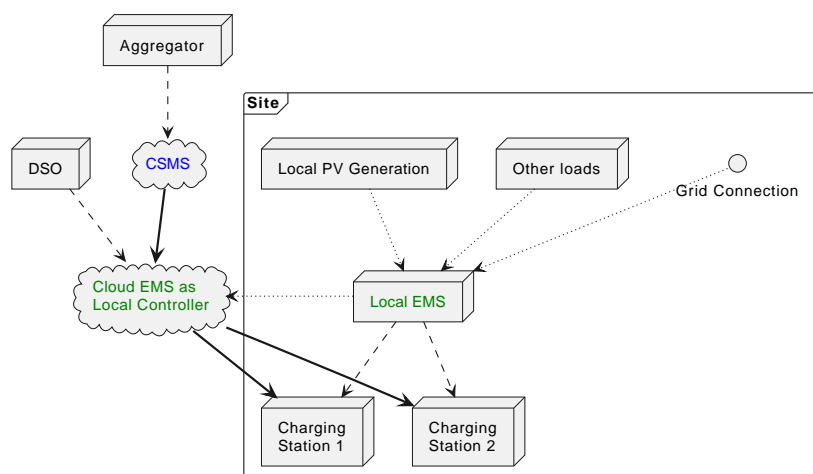 Aggregator
Site
DSO
CSMS
Local PV Generation
Other loads
Grid Connection
Cloud EMS as
Local Controller
Local EMS
Charging
Station 1
Charging
Station 2